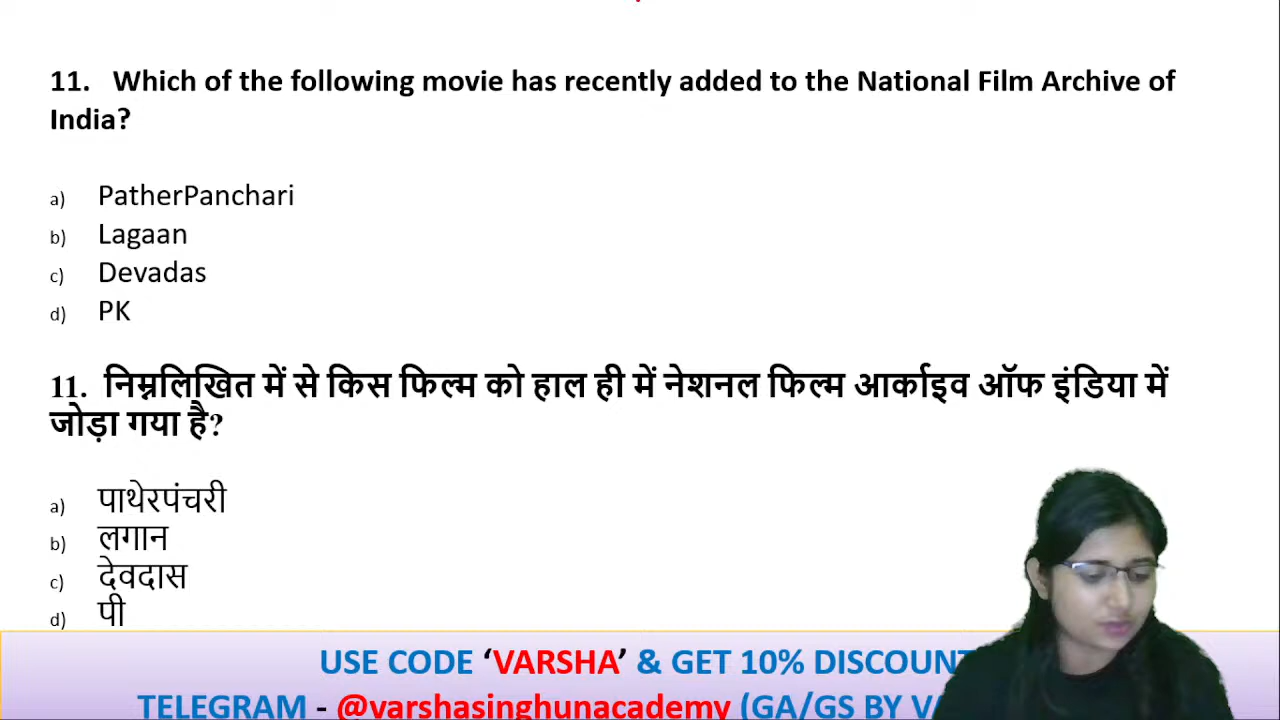 11. Which of the following movie has recently added to the National Film Archive of
India?
a) PatherPanchari
b) Lagaan
c) Devadas
d) PK
11. निम्नलिखित में से किस फिल्म को हाल ही में नेशनल फिल्म आर्काइव ऑफ इंडिया में
जोड़ा गया है?
a) पाथेरपंचरी
b) लगान
c) देवदास
d) पी
USE CODE ‘VARSHA’ & GET 10% DISCOUNT
TELEGRAM - @varshasinghunacademy (GA/GS BY